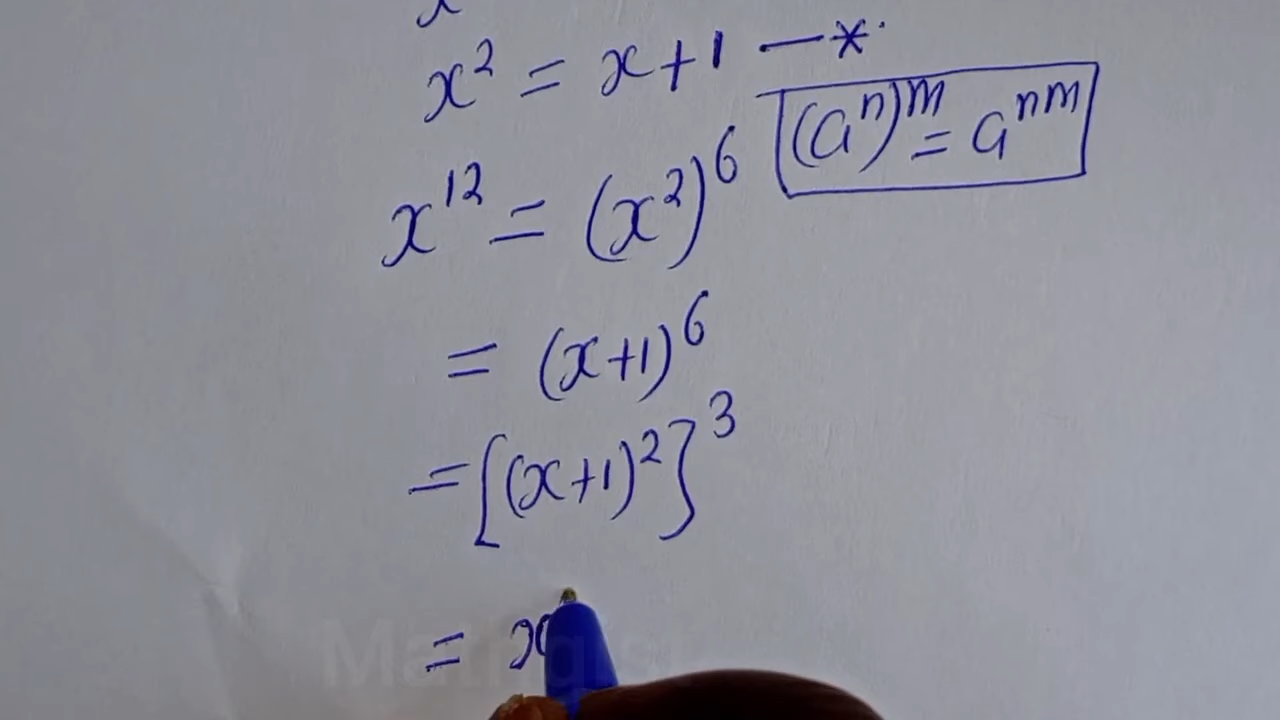 x
x² = x+1 —*
(aⁿ)ᵐ = aⁿᵐ
x¹² = (x²)⁶
= (x+1)⁶
= [(x+1)²]³
= x